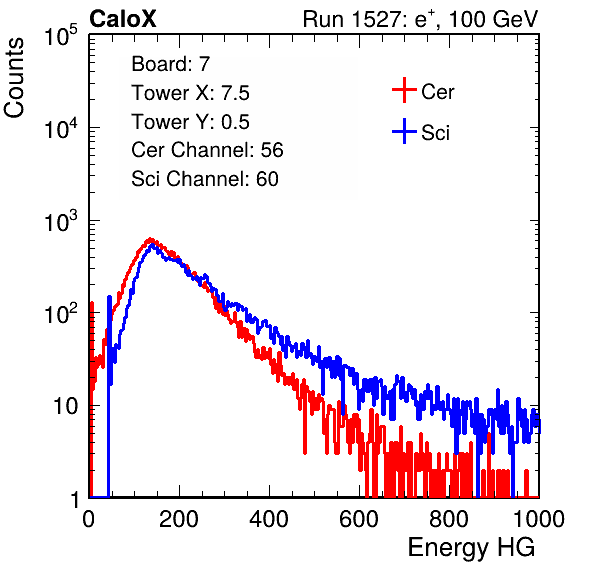 CaloX Run 1527: e⁺, 100 GeV
Board: 7
Tower X: 7.5
Tower Y: 0.5
Cer Channel: 56
Sci Channel: 60
Cer
Sci
Counts
10⁵
10⁴
10³
10²
10
1
0 200 400 600 800 1000
Energy HG